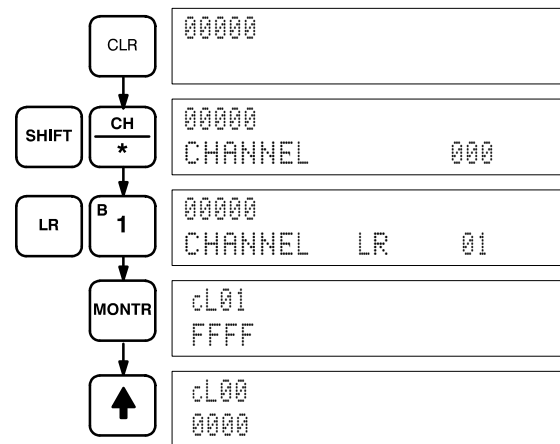 CLR
00000
SHIFT CH * 00000
CHANNEL 000
LR B 1 00000
CHANNEL LR 01
MONTR cL01
FFFF
cL00
0000